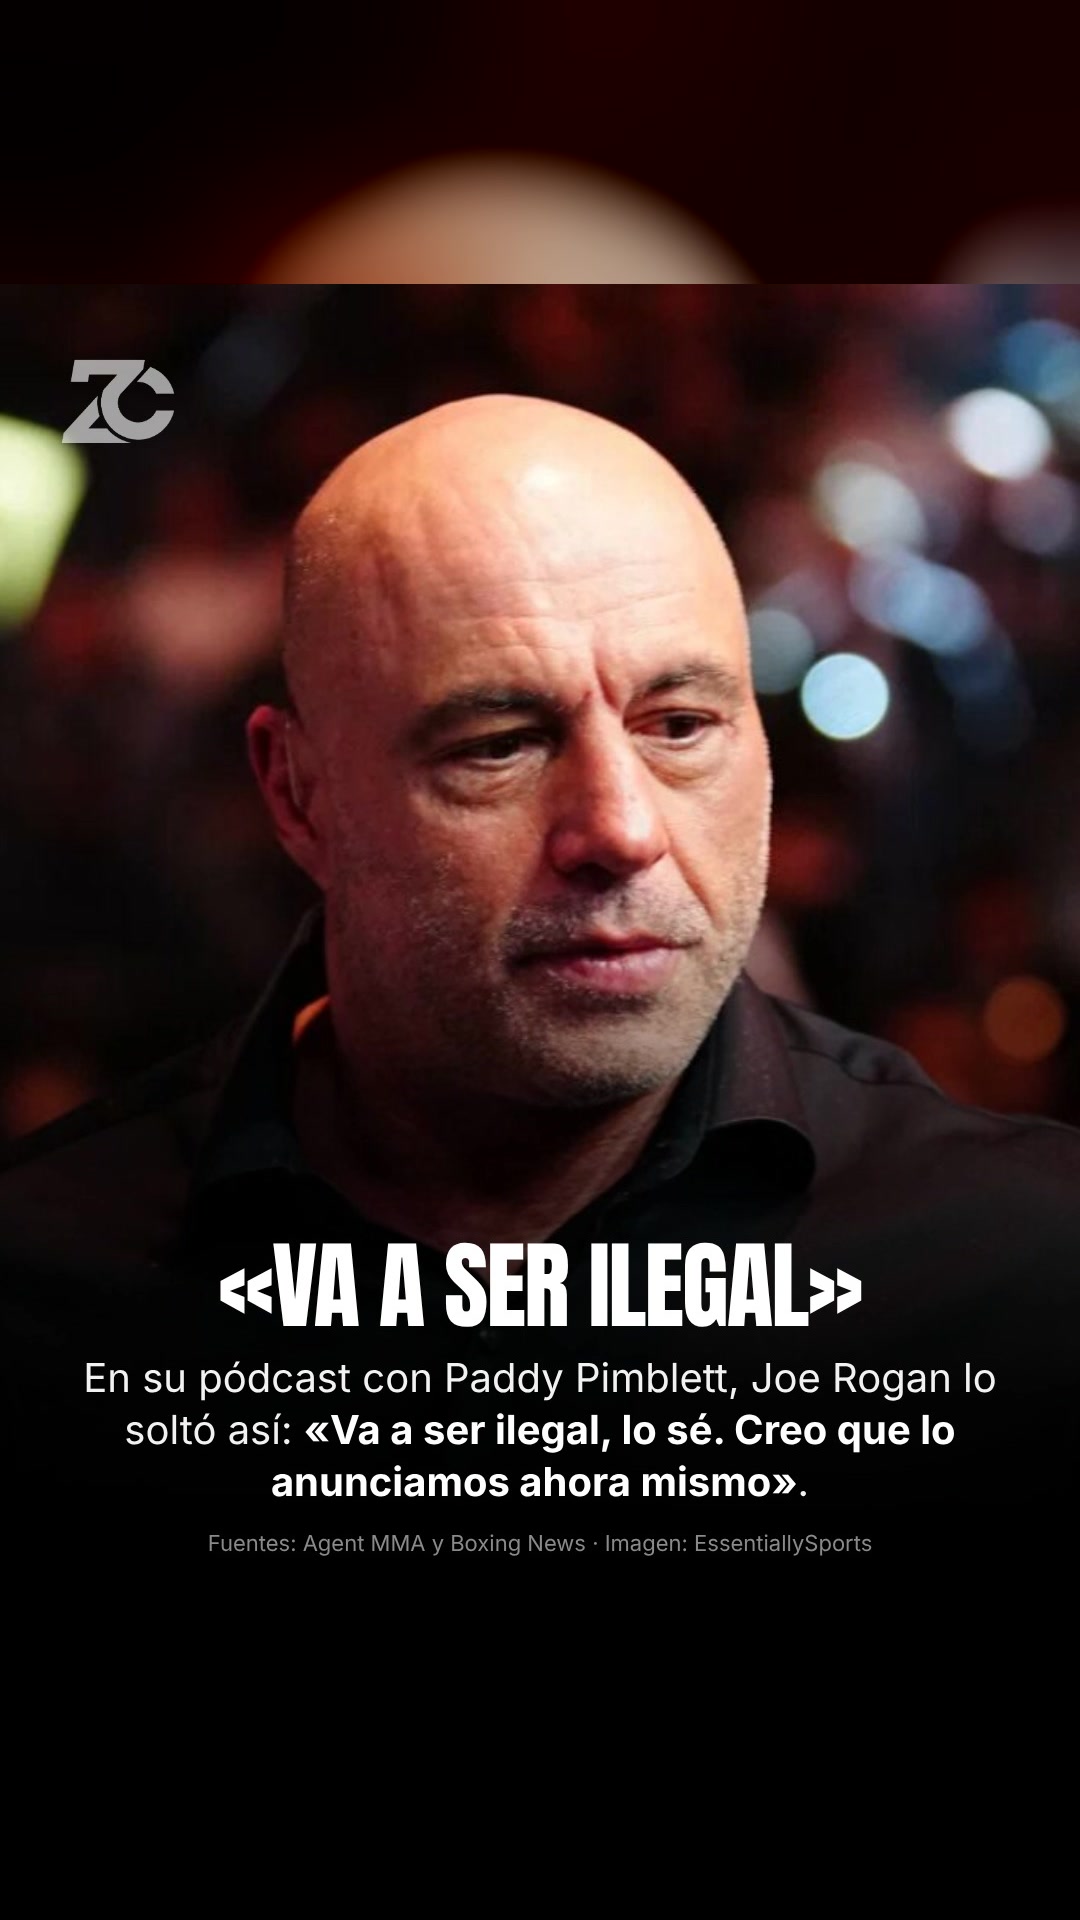 ZC
«VA A SER ILEGAL»
En su pódcast con Paddy Pimblett, Joe Rogan lo
soltó así: «Va a ser ilegal, lo sé. Creo que lo
anunciamos ahora mismo».
Fuentes: Agent MMA y Boxing News · Imagen: EssentiallySports